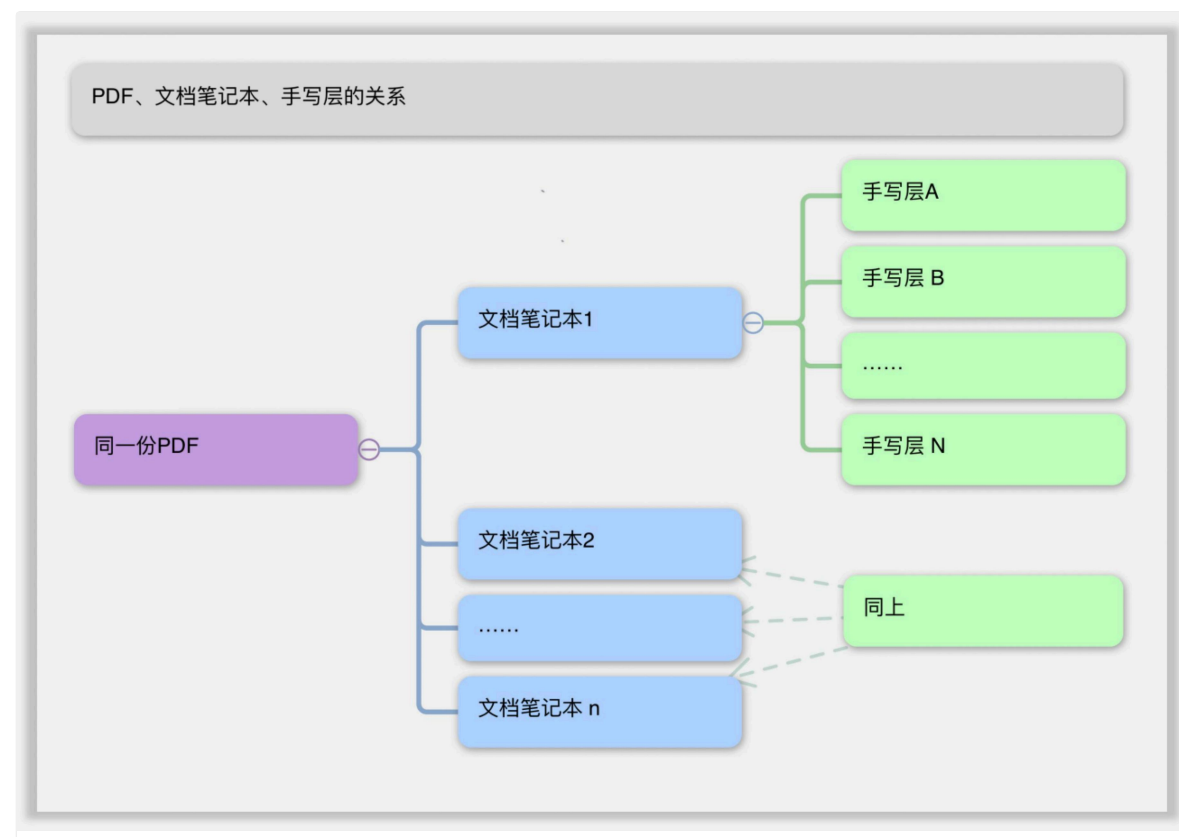 PDF、文档笔记本、手写层的关系
手写层A
手写层 B
文档笔记本1
……
同一份PDF
手写层 N
文档笔记本2
同上
……
文档笔记本 n